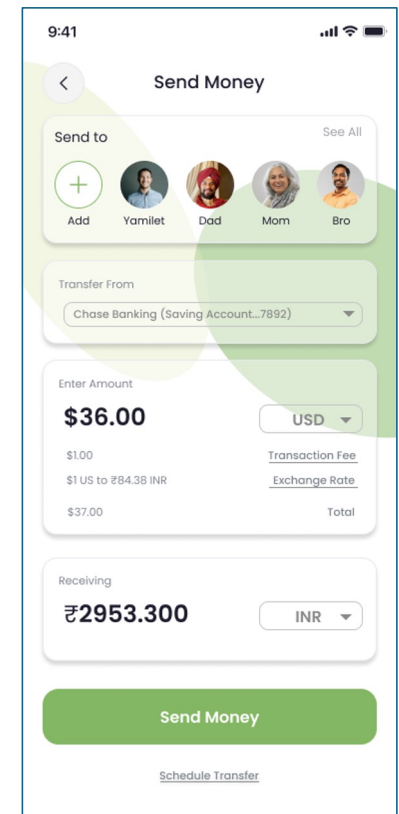 9:41
Send Money
Send to See All
Add Yamilet Dad Mom Bro
Transfer From
Chase Banking (Saving Account...7892)
Enter Amount
$36.00 USD
$1.00 Transaction Fee
$1 US to ₹84.38 INR Exchange Rate
$37.00 Total
Receiving
₹2953.300 INR
Send Money
Schedule Transfer